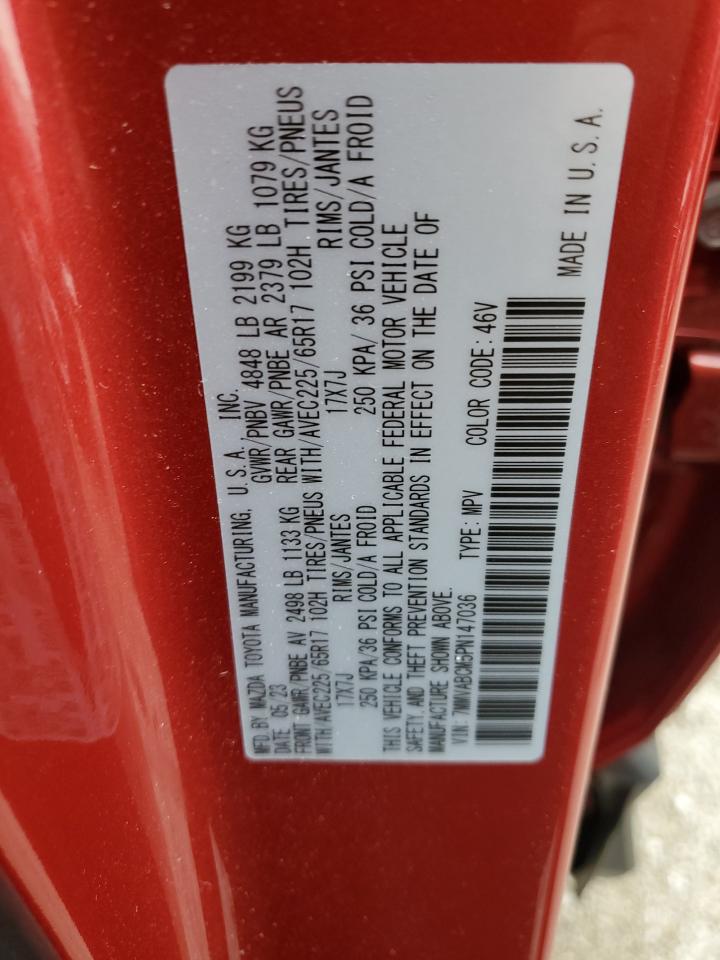 MFD. BY MAZDA TOYOTA MANUFACTURING, U.S.A. INC.
DATE 05/23 GVWR/PNBV 4848 LB 2199 KG
FRONT GAWR/PNBE AV 2498 LB 1133 KG REAR GAWR/PNBE AR 2379 LB 1079 KG
WITH/AVEC225/65R17 102H TIRES/PNEUS WITH/AVEC225/65R17 102H TIRES/PNEUS
17X7J RIMS/JANTES 17X7J RIMS/JANTES
250 KPA/36 PSI COLD/A FROID 250 KPA/ 36 PSI COLD/A FROID
THIS VEHICLE CONFORMS TO ALL APPLICABLE FEDERAL MOTOR VEHICLE
SAFETY,AND THEFT PREVENTION STANDARDS IN EFFECT ON THE DATE OF
MANUFACTURE SHOWN ABOVE.
VIN: 7MMVABCM5PN147036 TYPE: MPV COLOR CODE: 46V
MADE IN U.S.A.